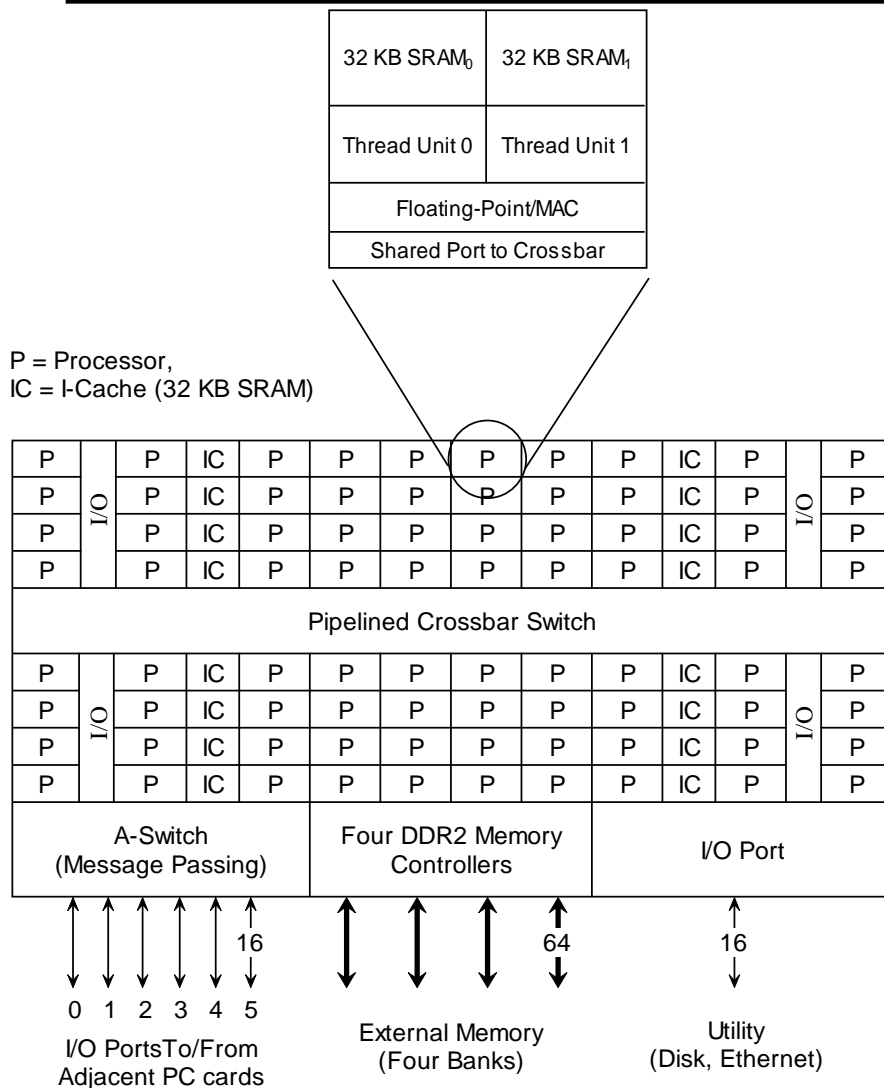 32 KB SRAM0 32 KB SRAM1
Thread Unit 0 Thread Unit 1
Floating-Point/MAC
Shared Port to Crossbar
P = Processor,
IC = I-Cache (32 KB SRAM)
P P IC P P P P P P IC P P
P P IC P P P P P P IC P P
I/O I/O
P P IC P P P P P P IC P P
P P IC P P P P P P IC P P
Pipelined Crossbar Switch
P P IC P P P P P P IC P P
P P IC P P P P P P IC P P
I/O I/O
P P IC P P P P P P IC P P
P P IC P P P P P P IC P P
A-Switch
(Message Passing)
Four DDR2 Memory
Controllers
I/O Port
16 64 16
0 1 2 3 4 5
I/O PortsTo/From
Adjacent PC cards
External Memory
(Four Banks)
Utility
(Disk, Ethernet)